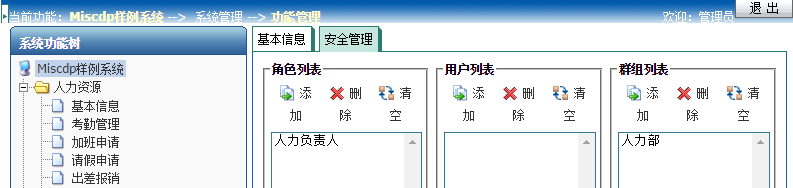 当前功能: Miscdp样例系统 --> 系统管理 --> 功能管理
欢迎: 管理员
退 出
系统功能树
Miscdp样例系统
人力资源
基本信息
考勤管理
加班申请
请假申请
出差报销
基本信息 安全管理
角色列表
添加 删除 清空
人力负责人
用户列表
添加 删除 清空
群组列表
添加 删除 清空
人力部